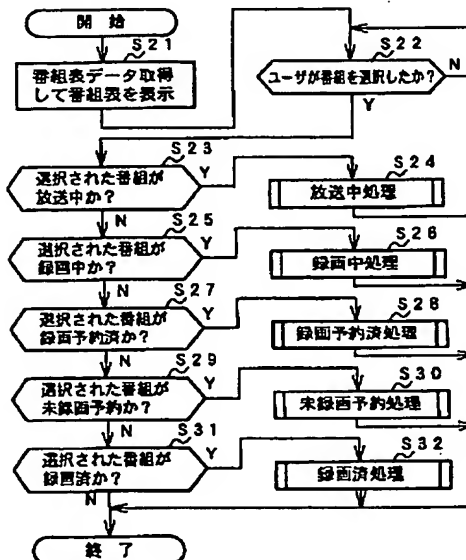 開始
S21
番組表データ取得
して番組表を表示
S22
ユーザが番組を選択したか?
N
Y
S23
選択された番組が
放送中か?
Y
N
S24
放送中処理
S25
選択された番組が
録画中か?
Y
N
S26
録画中処理
S27
選択された番組が
録画予約済か?
Y
N
S28
録画予約済処理
S29
選択された番組が
未録画予約か?
Y
N
S30
未録画予約処理
S31
選択された番組が
録画済か?
Y
N
S32
録画済処理
終了